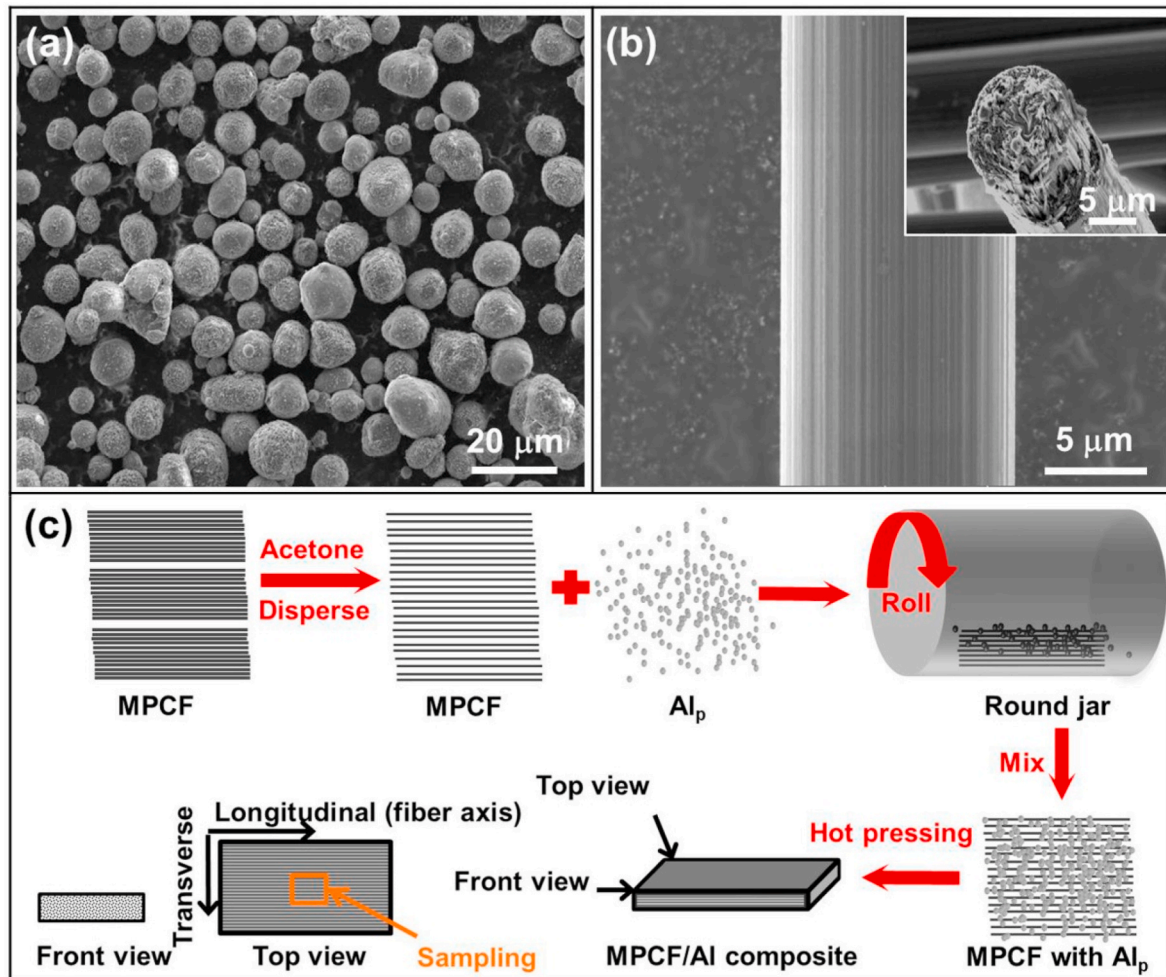 (a)
20 μm
(b)
5 μm
5 μm
(c)
Acetone
Disperse
Roll
MPCF
MPCF
Alp
Round jar
Mix
Top view
Longitudinal (fiber axis)
Transverse
Hot pressing
Front view
Front view
Top view
Sampling
MPCF/Al composite
MPCF with Alp